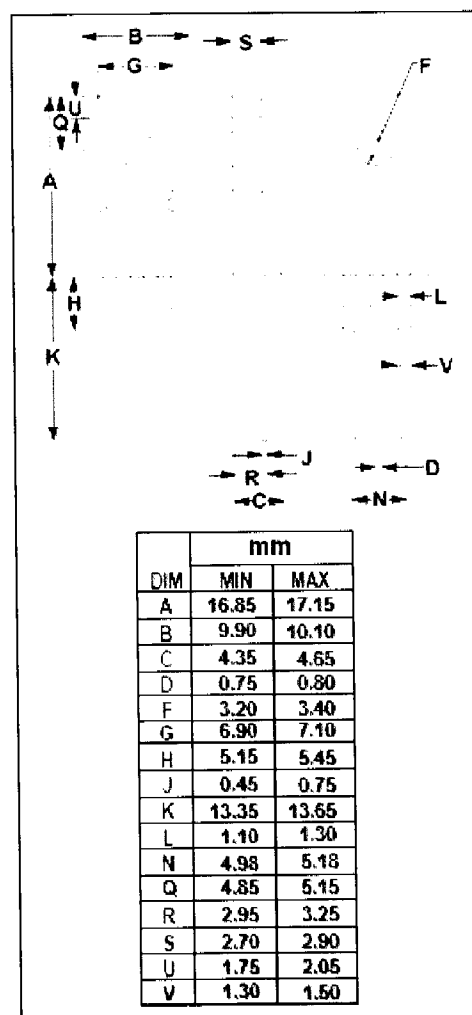 B
S
G
F
U
Q
A
H
L
K
V
J
R
D
C
N
mm
DIM MIN MAX
A 16.85 17.15
B 9.90 10.10
C 4.35 4.65
D 0.75 0.80
F 3.20 3.40
G 6.90 7.10
H 5.15 5.45
J 0.45 0.75
K 13.35 13.65
L 1.10 1.30
N 4.98 5.18
Q 4.85 5.15
R 2.95 3.25
S 2.70 2.90
U 1.75 2.05
V 1.30 1.50